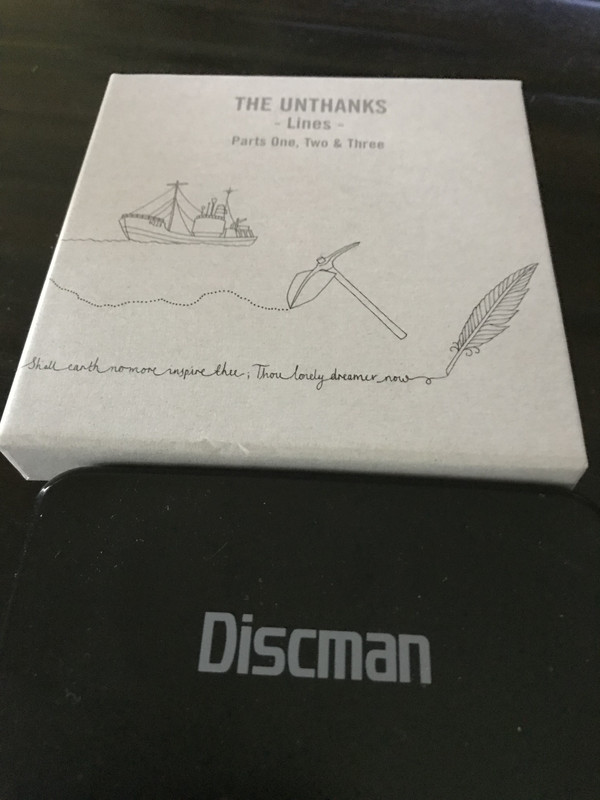 THE UNTHANKS
- Lines -
Parts One, Two & Three
Shall earth no more inspire thee; Thou lonely dreamer now
Discman